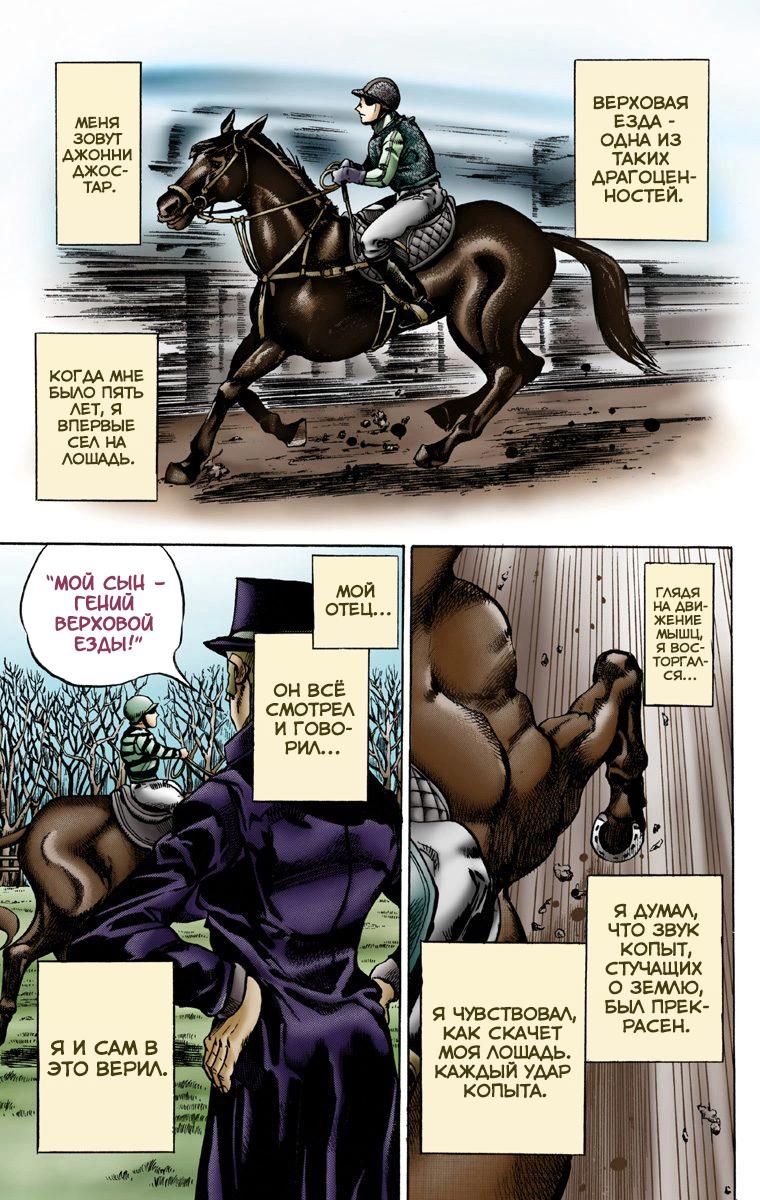 ВЕРХОВАЯ
ЕЗДА -
ОДНА ИЗ
ТАКИХ
ДРАГОЦЕН-
НОСТЕЙ.
МЕНЯ
ЗОВУТ
ДЖОННИ
ДЖОС-
ТАР.
КОГДА МНЕ
БЫЛО ПЯТЬ
ЛЕТ, Я
ВПЕРВЫЕ
СЕЛ НА
ЛОШАДЬ.
ГЛЯДЯ
НА ДВИ-
ЖЕНИЕ
МЫШЦ,
Я ВОС-
ТОРГАЛ-
СЯ...
Я ДУМАЛ,
ЧТО ЗВУК
КОПЫТ,
СТУЧАЩИХ
О ЗЕМЛЮ,
БЫЛ ПРЕК-
РАСЕН.
Я ЧУВСТВОВАЛ,
КАК СКАЧЕТ
МОЯ ЛОШАДЬ.
КАЖДЫЙ УДАР
КОПЫТА.
МОЙ
ОТЕЦ...
ОН ВСЁ
СМОТРЕЛ
И ГОВО-
РИЛ...
"МОЙ СЫН –
ГЕНИЙ
ВЕРХОВОЙ
ЕЗДЫ!"
Я И САМ В
ЭТО ВЕРИЛ.